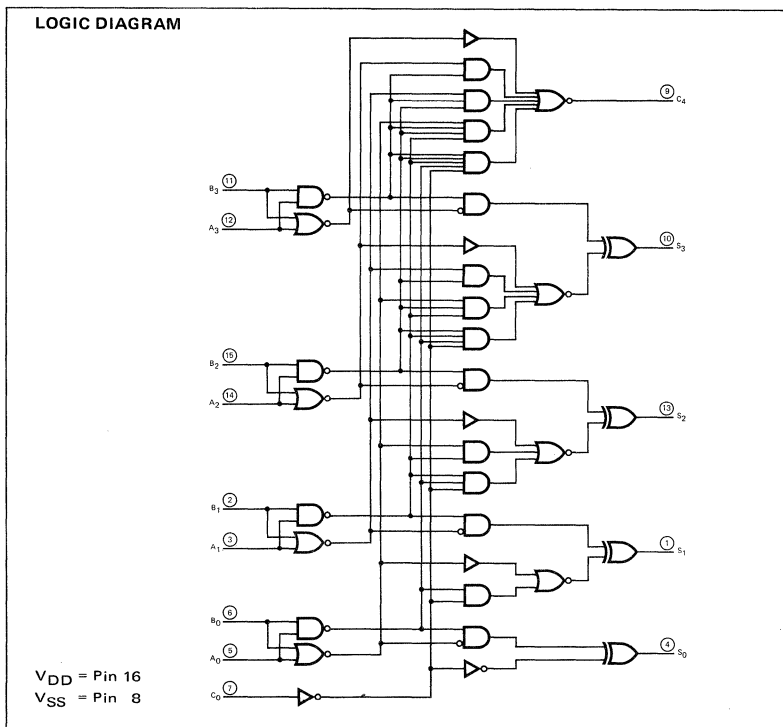 LOGIC DIAGRAM
9 C4
B3 11
A3 12
10 S3
B2 15
A2 14
13 S2
B1 2
A1 3
1 S1
B0 6
A0 5
4 S0
C0 7
VDD = Pin 16
VSS = Pin 8